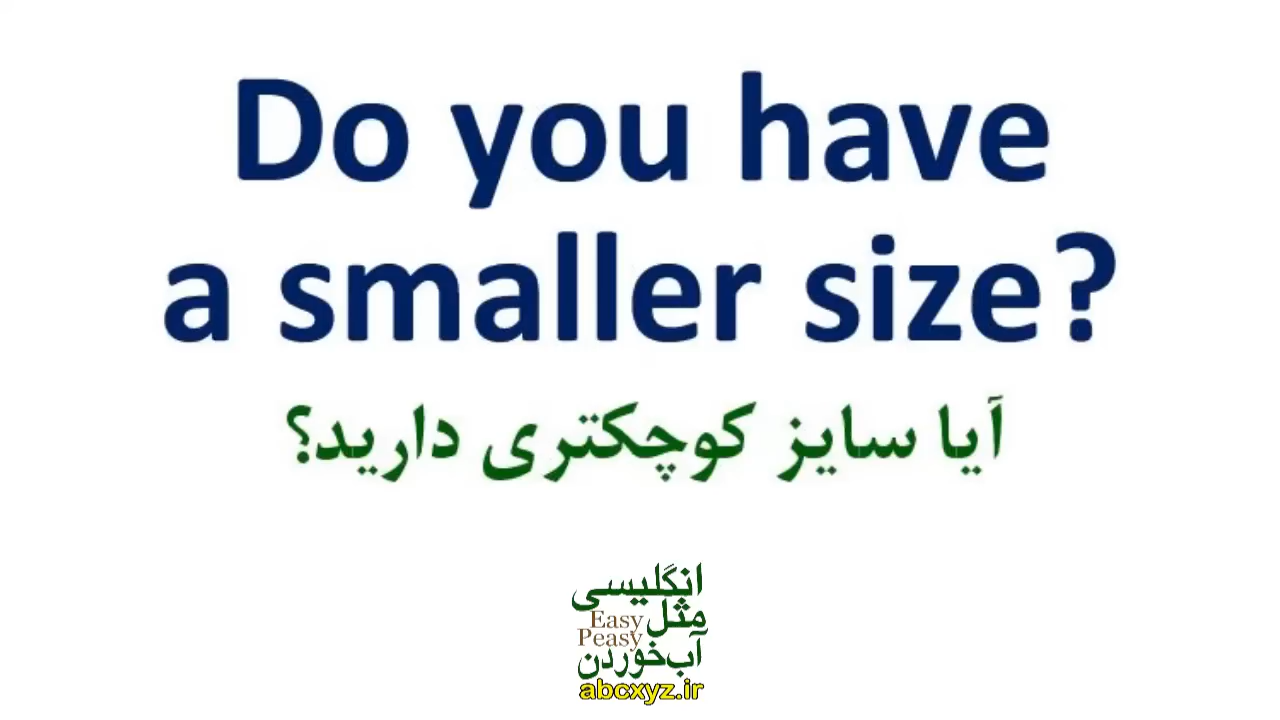 Do you have
a smaller size?
آیا سایز کوچکتری دارید؟
انگلیسی
مثل
Easy
Peasy
آب خوردن
abcxyz.ir